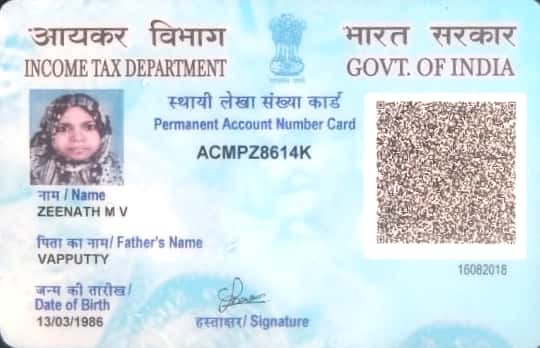 आयकर विभाग
INCOME TAX DEPARTMENT
भारत सरकार
GOVT. OF INDIA
स्थायी लेखा संख्या कार्ड
Permanent Account Number Card
ACMPZ8614K
नाम / Name
ZEENATH M V
पिता का नाम/ Father's Name
VAPPUTTY
जन्म की तारीख/
Date of Birth
13/03/1986
हस्ताक्षर/ Signature
16082018